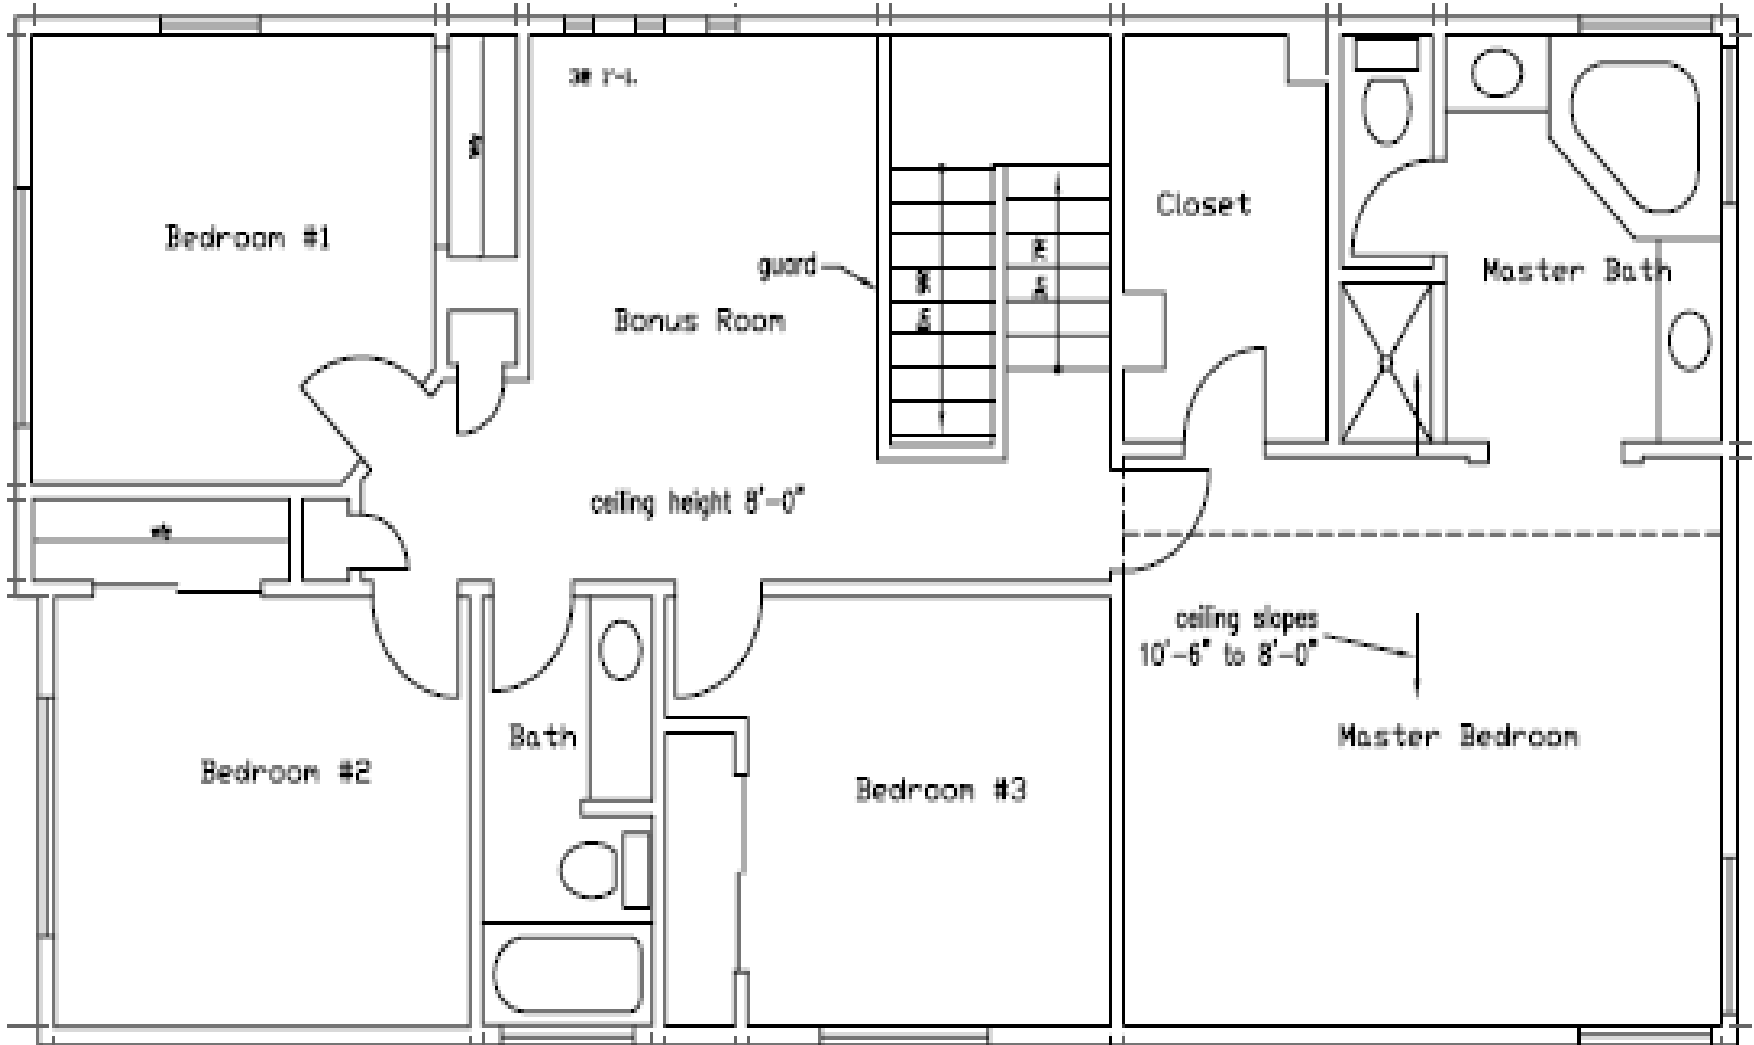 Bedroom #1
Closet
guard
Bonus Room
Master Bath
ceiling height 8'-0"
ceiling slopes
10'-6" to 8'-0"
Bath
Master Bedroom
Bedroom #2
Bedroom #3